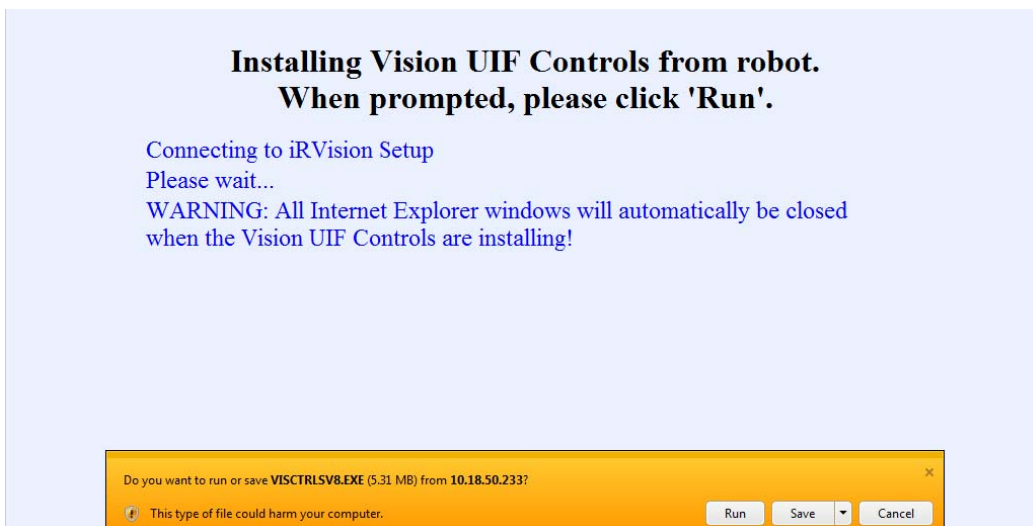 Installing Vision UIF Controls from robot.
When prompted, please click 'Run'.
Connecting to iRVision Setup
Please wait...
WARNING: All Internet Explorer windows will automatically be closed
when the Vision UIF Controls are installing!
Do you want to run or save VISCTRLSV8.EXE (5.31 MB) from 10.18.50.233?
This type of file could harm your computer.
Run Save Cancel